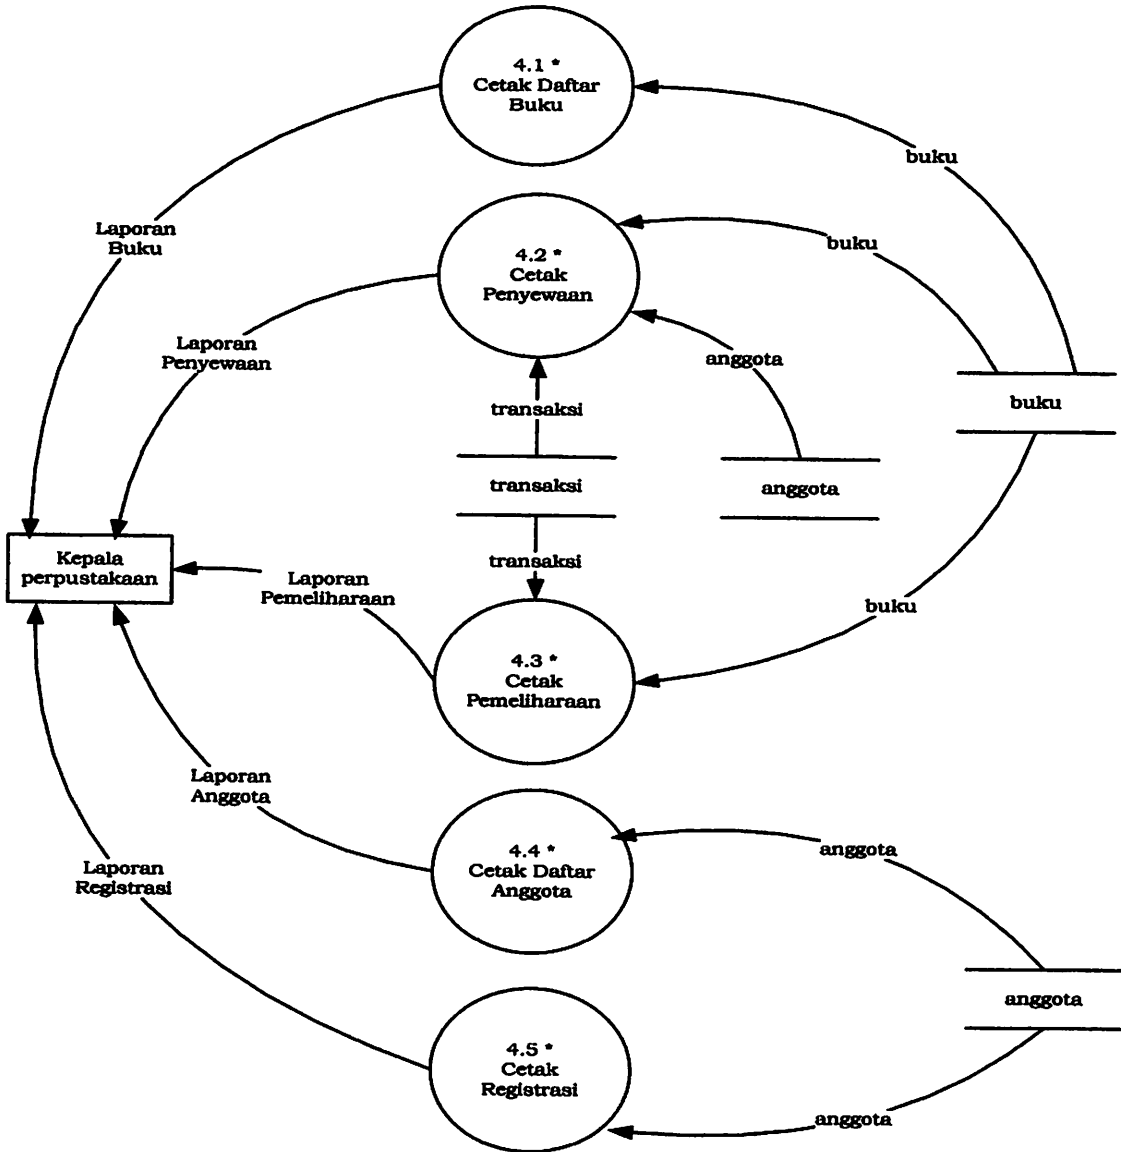 4.1 *
Cetak Daftar
Buku
buku
Laporan
Buku
4.2 *
Cetak
Penyewaan
buku
Laporan
Penyewaan
anggota
transaksi
buku
transaksi
anggota
Kepala
perpustakaan
transaksi
Laporan
Pemeliharaan
buku
4.3 *
Cetak
Pemeliharaan
Laporan
Anggota
4.4 *
Cetak Daftar
Anggota
anggota
Laporan
Registrasi
anggota
4.5 *
Cetak
Registrasi
anggota